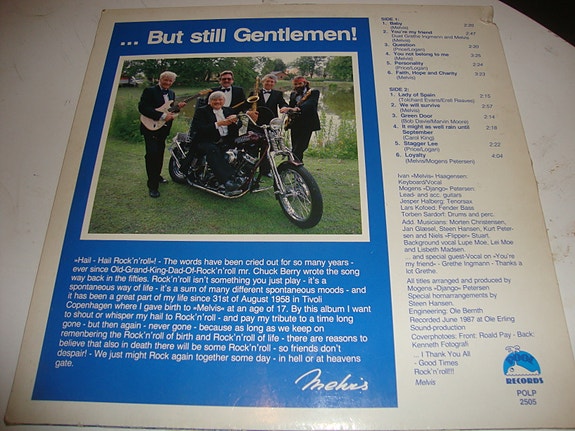 ... But still Gentlemen!
»Hail - Hail Rock'n'roll«! - The words have been cried out for so many years -
ever since Old-Grang-King-Dad-Of-Rock'n'roll mr. Chuck Berry wrote the song
way back in the fifties. Rock'n'roll isn't something you just play - it's a
spontaneous way of life - it's a sum of many different spontaneous moods - and
it has been a great part of my life since 31st of August 1958 in Tivoli
Copenhagen where I gave birth to »Melvis« at an age of 17. By this album I want
to shout or whisper my hall to Rock'n'roll - and pay my tribute to a time long
gone - but then again - never gone - because as long as we keep on
remembering the Rock'n'roll of birth and Rock'n'roll of life - there are reasons to
believe that also in death there will be some Rock'n'roll - so friends don't
despair! - We just might Rock again together some day - in hell or at heavens
gate.
Melvis
SIDE 1:
1. Baby 2:20
(Melvis)
2. You're my friend 2:47
Duet Grethe Ingmann and Melvis
(Melvis)
3. Question 2:20
(Price/Logan)
4. You not belong to me 3:26
(Melvis)
5. Personality 2:24
(Price/Logan)
6. Faith, Hope and Charity 3:23
(Melvis)
SIDE 2:
1. Lady of Spain 2:15
(Tolchard Evans/Erell Reaves)
2. We will survive 2:57
(Melvis)
3. Green Door 2:14
(Bob Davie/Marvin Moore)
4. It might as well rain until 2:18
September
(Carol King)
5. Stagger Lee 2:22
(Price/Logan)
6. Loyalty 4:04
(Melvis/Mogens Petersen)
Ivan »Melvis« Haagensen:
Keyboard/Vocal
Mogens »Django« Petersen:
Lead- and acc. guitars
Jesper Halberg: Tenorsax
Lars Kofoed: Fender Bass
Torben Sardorf: Drums and perc.
Add. Musicians: Morten Christensen,
Jan Glæsel, Steen Hansen, Kurt Peter-
sen and Niels »Flipper« Stuart.
Background vocal Lupe Moe, Lei Moe
and Lisbeth Madsen.
... and special guest-Vocal on »You're
my friend« - Grethe Ingmann - Thanks a
lot Grethe.
All titles arranged and produced by
Mogens »Django« Petersen
Special hornarrangements by
Steen Hansen.
Engineering: Ole Bernth
Recorded June 1987 at Ole Erling
Sound-production
Coverphotoes: Front: Roald Pay - Back:
Kenneth Fotografi
... I Thank You All
- Good Times
Rock'n'roll!!!
Melvis
RECORDS
POLP
2505